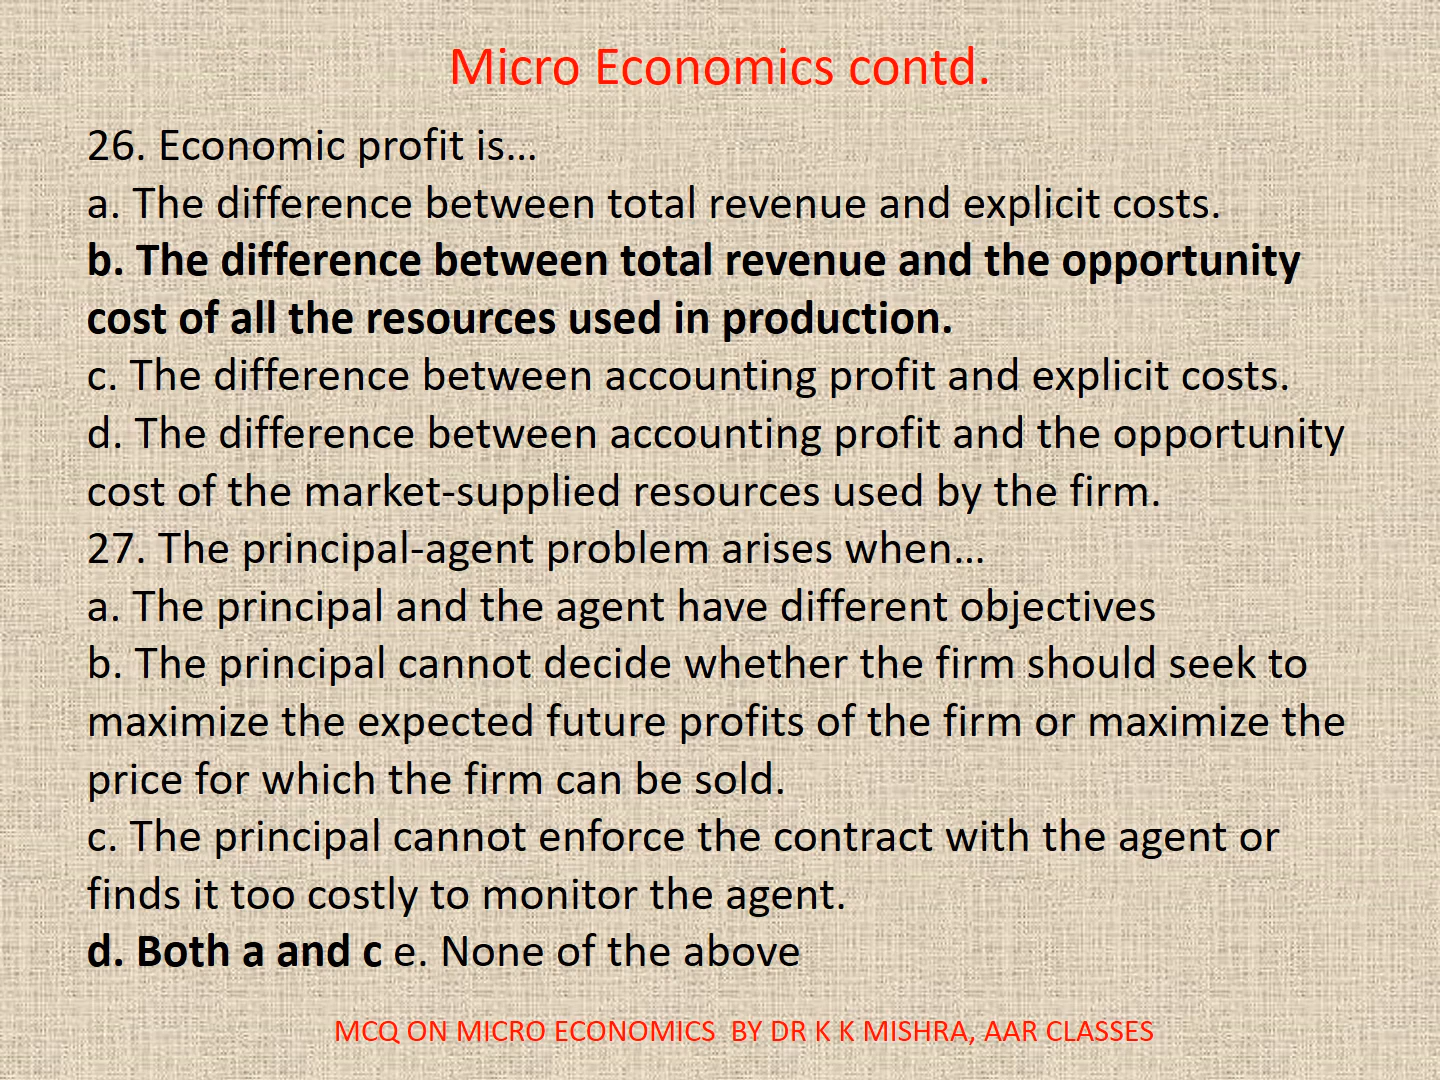 Micro Economics contd.
26. Economic profit is...
a. The difference between total revenue and explicit costs.
b. The difference between total revenue and the opportunity
cost of all the resources used in production.
c. The difference between accounting profit and explicit costs.
d. The difference between accounting profit and the opportunity
cost of the market-supplied resources used by the firm.
27. The principal-agent problem arises when...
a. The principal and the agent have different objectives
b. The principal cannot decide whether the firm should seek to
maximize the expected future profits of the firm or maximize the
price for which the firm can be sold.
c. The principal cannot enforce the contract with the agent or
finds it too costly to monitor the agent.
d. Both a and c e. None of the above
MCQ ON MICRO ECONOMICS BY DR K K MISHRA, AAR CLASSES